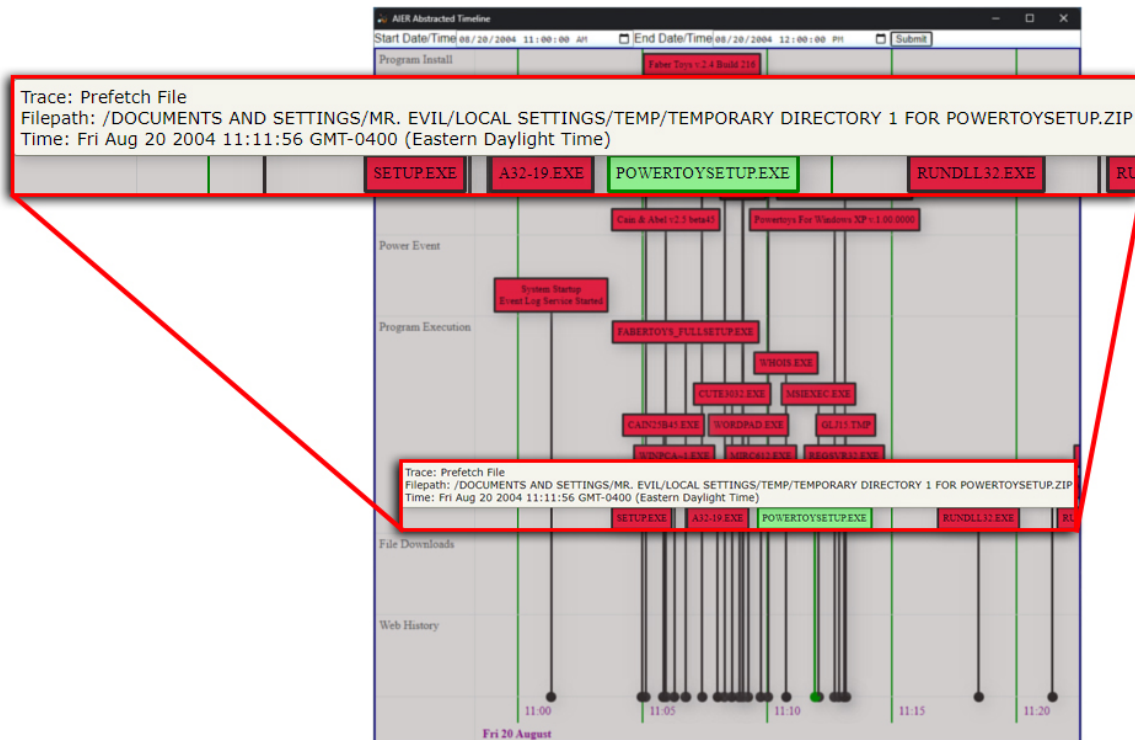 AIER Abstracted Timeline
Start Date/Time 08/20/2004 11:00:00 AM End Date/Time 08/20/2004 12:00:00 PM Submit
Program Install
Faber Toys v 2.4 Build 216
Trace: Prefetch File
Filepath: /DOCUMENTS AND SETTINGS/MR. EVIL/LOCAL SETTINGS/TEMP/TEMPORARY DIRECTORY 1 FOR POWERTOYSETUP.ZIP
Time: Fri Aug 20 2004 11:11:56 GMT-0400 (Eastern Daylight Time)
SETUP.EXE A32-19.EXE POWERTOYSETUP.EXE RUNDLL32.EXE RU
Cain & Abel v2.5 beta45 Powertoys For Windows XP v.1.00.0000
Power Event
System Startup
Event Log Service Started
Program Execution
FABERTOYS_FULLSETUP.EXE
WHOIS.EXE
CUTE3032.EXE MSIEXEC.EXE
CAIN25B45.EXE WORDPAD.EXE GLJ15.TMP
WINPCA~1.EXE MIRC612.EXE REGSVR32.EXE
Trace: Prefetch File
Filepath: /DOCUMENTS AND SETTINGS/MR. EVIL/LOCAL SETTINGS/TEMP/TEMPORARY DIRECTORY 1 FOR POWERTOYSETUP.ZIP
Time: Fri Aug 20 2004 11:11:56 GMT-0400 (Eastern Daylight Time)
SETUP.EXE A32-19.EXE POWERTOYSETUP.EXE RUNDLL32.EXE RU
File Downloads
Web History
11:00 11:05 11:10 11:15 11:20
Fri 20 August